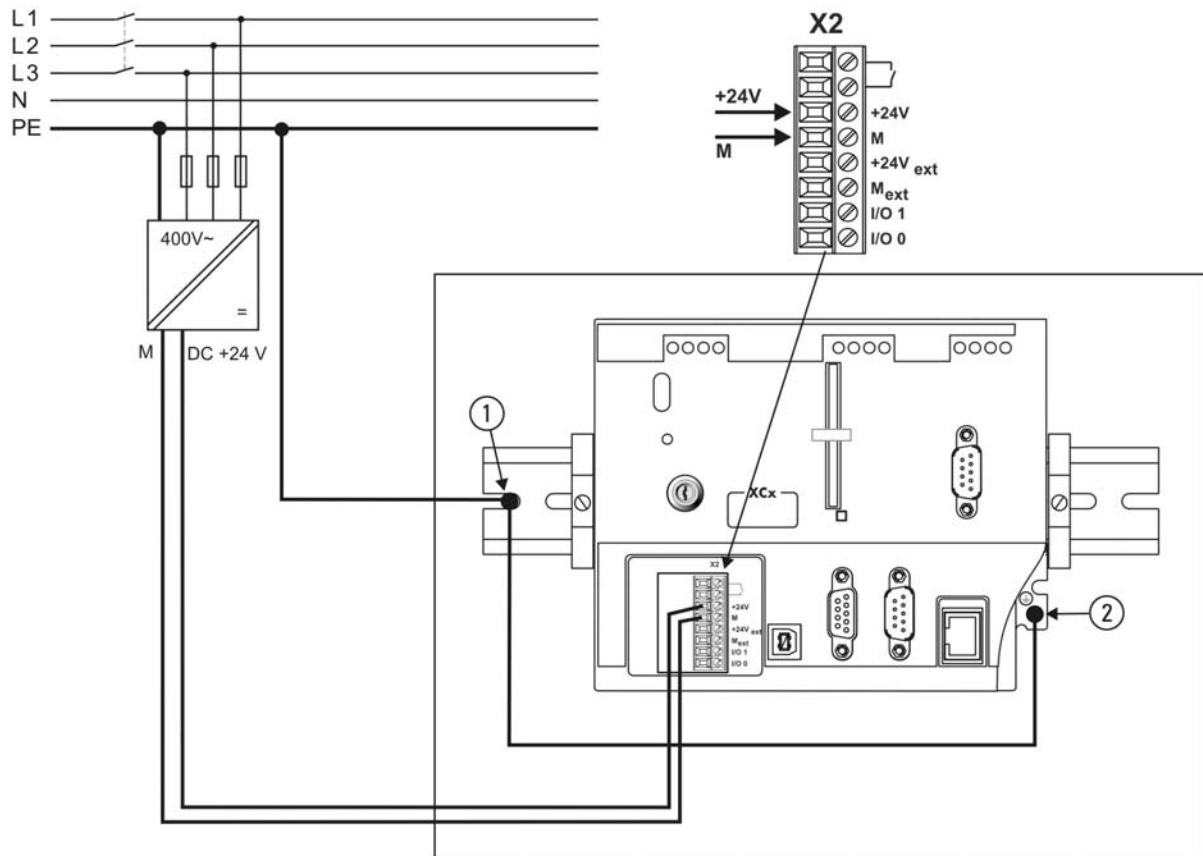 L1
L2
L3
N
PE
X2
+24V
M
+24V
M
+24V ext
Mext
I/O 1
I/O 0
400V~
=
M
DC +24 V
1
XCx
X2
+24V
M
+24V ext
Mext
I/O 1
I/O 0
2